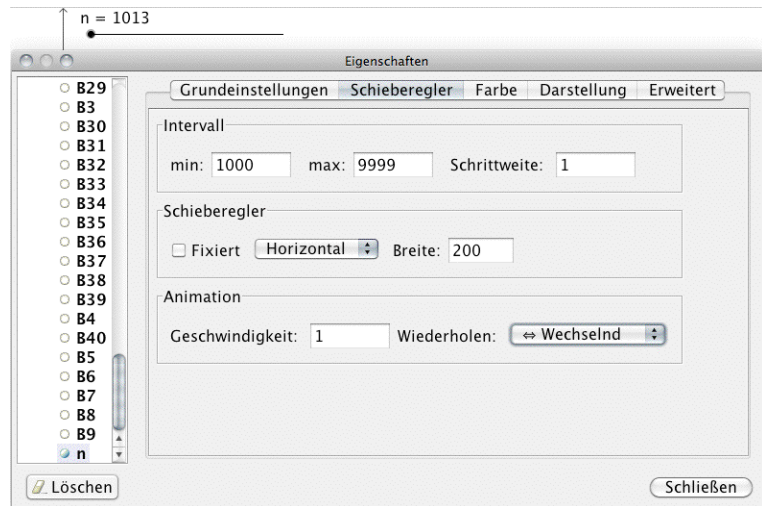 n = 1013
Eigenschaften
Grundeinstellungen Schieberegler Farbe Darstellung Erweitert
B29
B3
B30
B31
B32
B33
B34
B35
B36
B37
B38
B39
B4
B40
B5
B6
B7
B8
B9
n
Intervall
min: 1000 max: 9999 Schrittweite: 1
Schieberegler
Fixiert Horizontal Breite: 200
Animation
Geschwindigkeit: 1 Wiederholen: ⇔ Wechselnd
Löschen Schließen